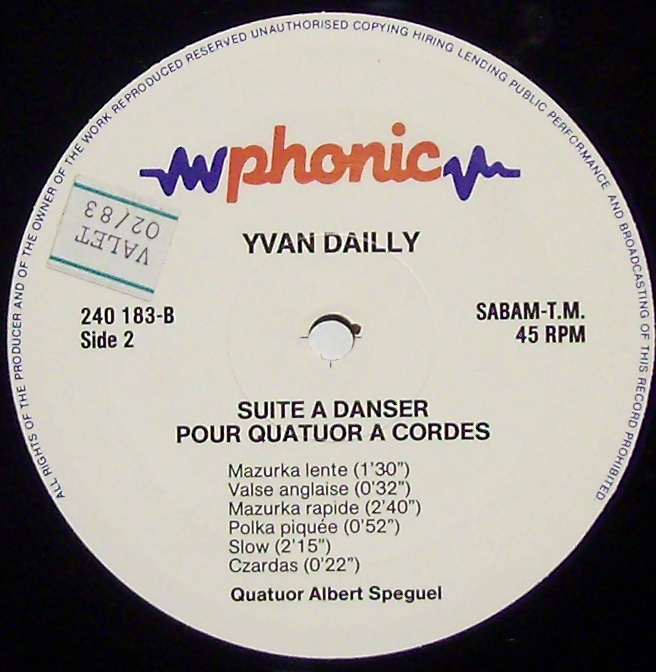 ALL RIGHTS OF THE PRODUCER AND OF THE OWNER OF THE WORK REPRODUCED RESERVED UNAUTHORISED COPYING HIRING LENDING PUBLIC PERFORMANCE AND BROADCASTING OF THIS RECORD PROHIBITED
phonic
VALET
02/83
YVAN DAILLY
240 183-B
Side 2
SABAM-T.M.
45 RPM
SUITE A DANSER
POUR QUATUOR A CORDES
Mazurka lente (1'30")
Valse anglaise (0'32")
Mazurka rapide (2'40")
Polka piquée (0'52")
Slow (2'15")
Czardas (0'22")
Quatuor Albert Speguel